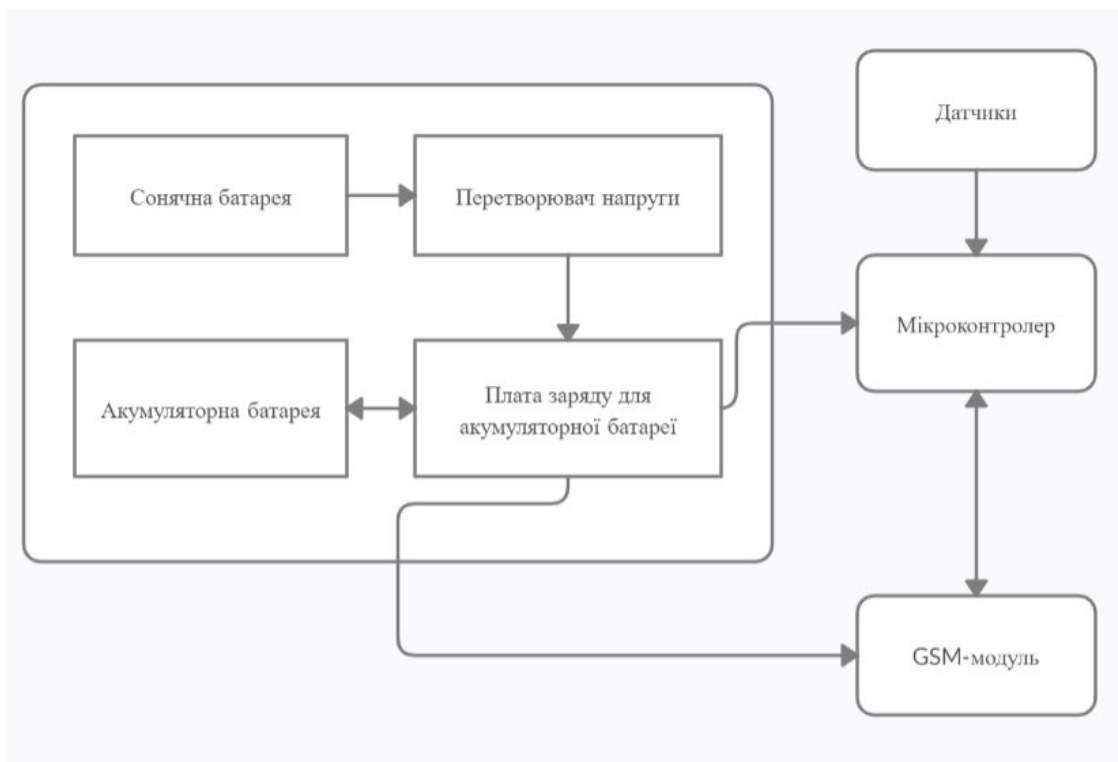 Датчики
Сонячна батарея
Перетворювач напруги
Мікроконтролер
Акумуляторна батарея
Плата заряду для
акумуляторної батареї
GSM-модуль